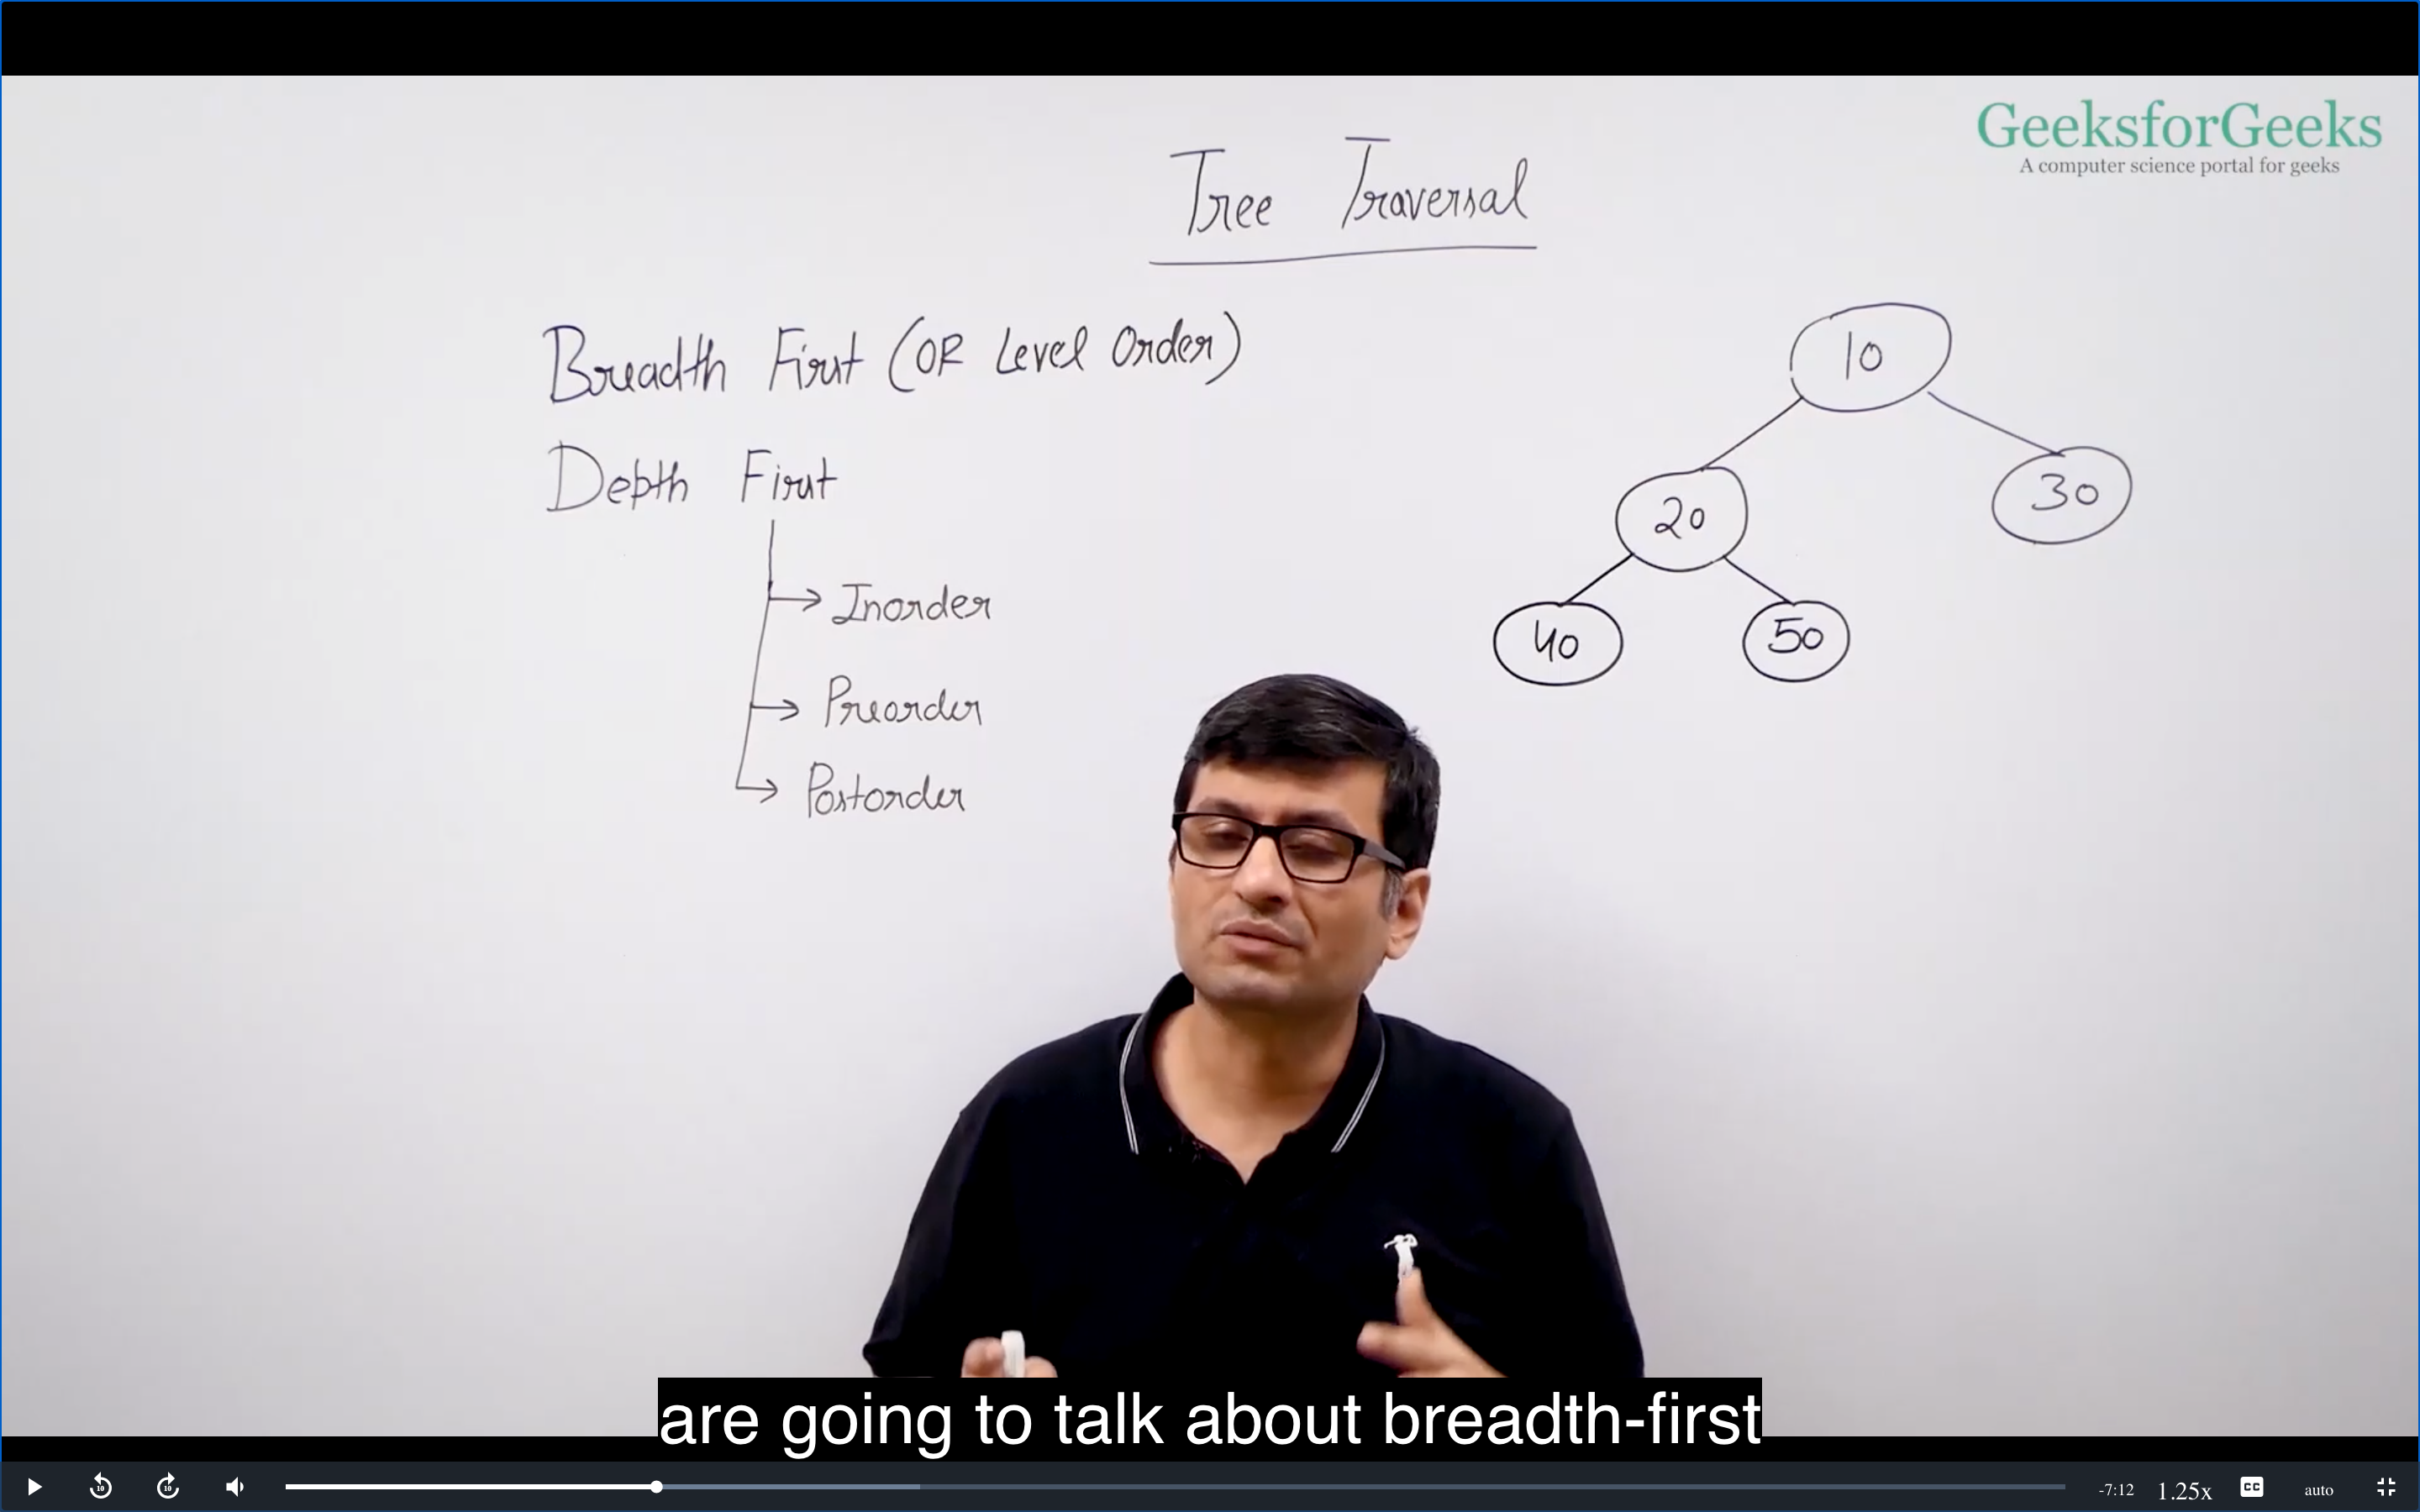 GeeksforGeeks
A computer science portal for geeks
Tree Traversal
Breadth First (OR Level Order)
Depth First
Inorder
Preorder
Postorder
10
20
30
40
50
are going to talk about breadth-first
10
10
-7:12
1.25x
CC
auto